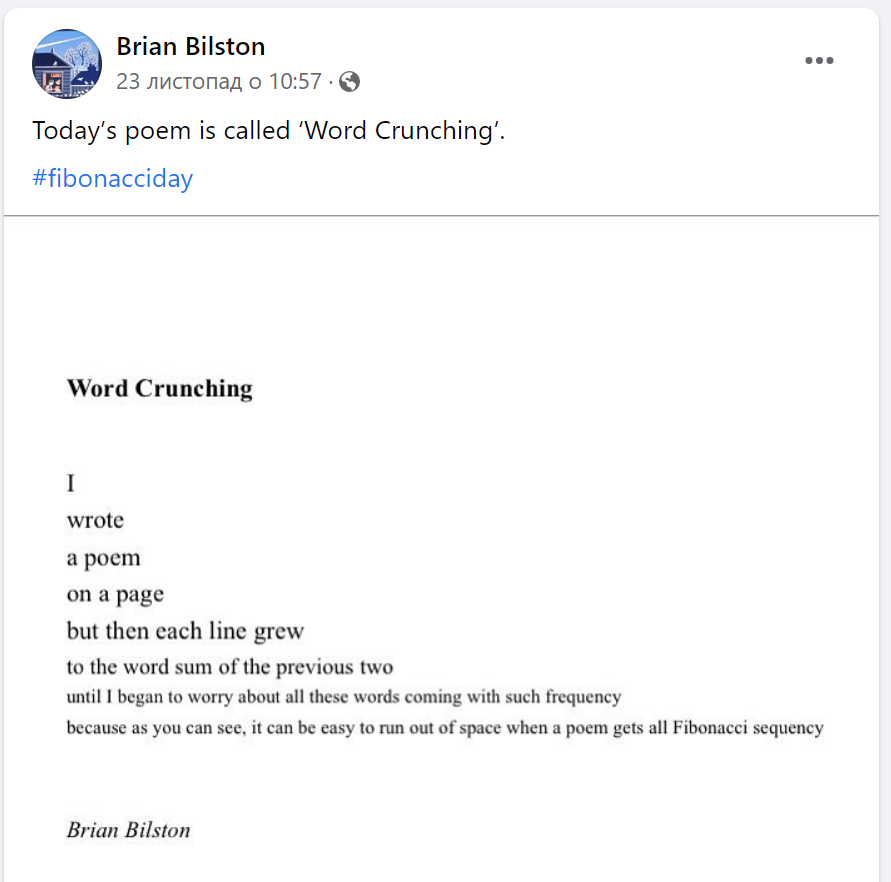 Brian Bilston
23 листопад о 10:57 ·
Today’s poem is called ‘Word Crunching’.
#fibonacciday
Word Crunching
I
wrote
a poem
on a page
but then each line grew
to the word sum of the previous two
until I began to worry about all these words coming with such frequency
because as you can see, it can be easy to run out of space when a poem gets all Fibonacci sequency
Brian Bilston